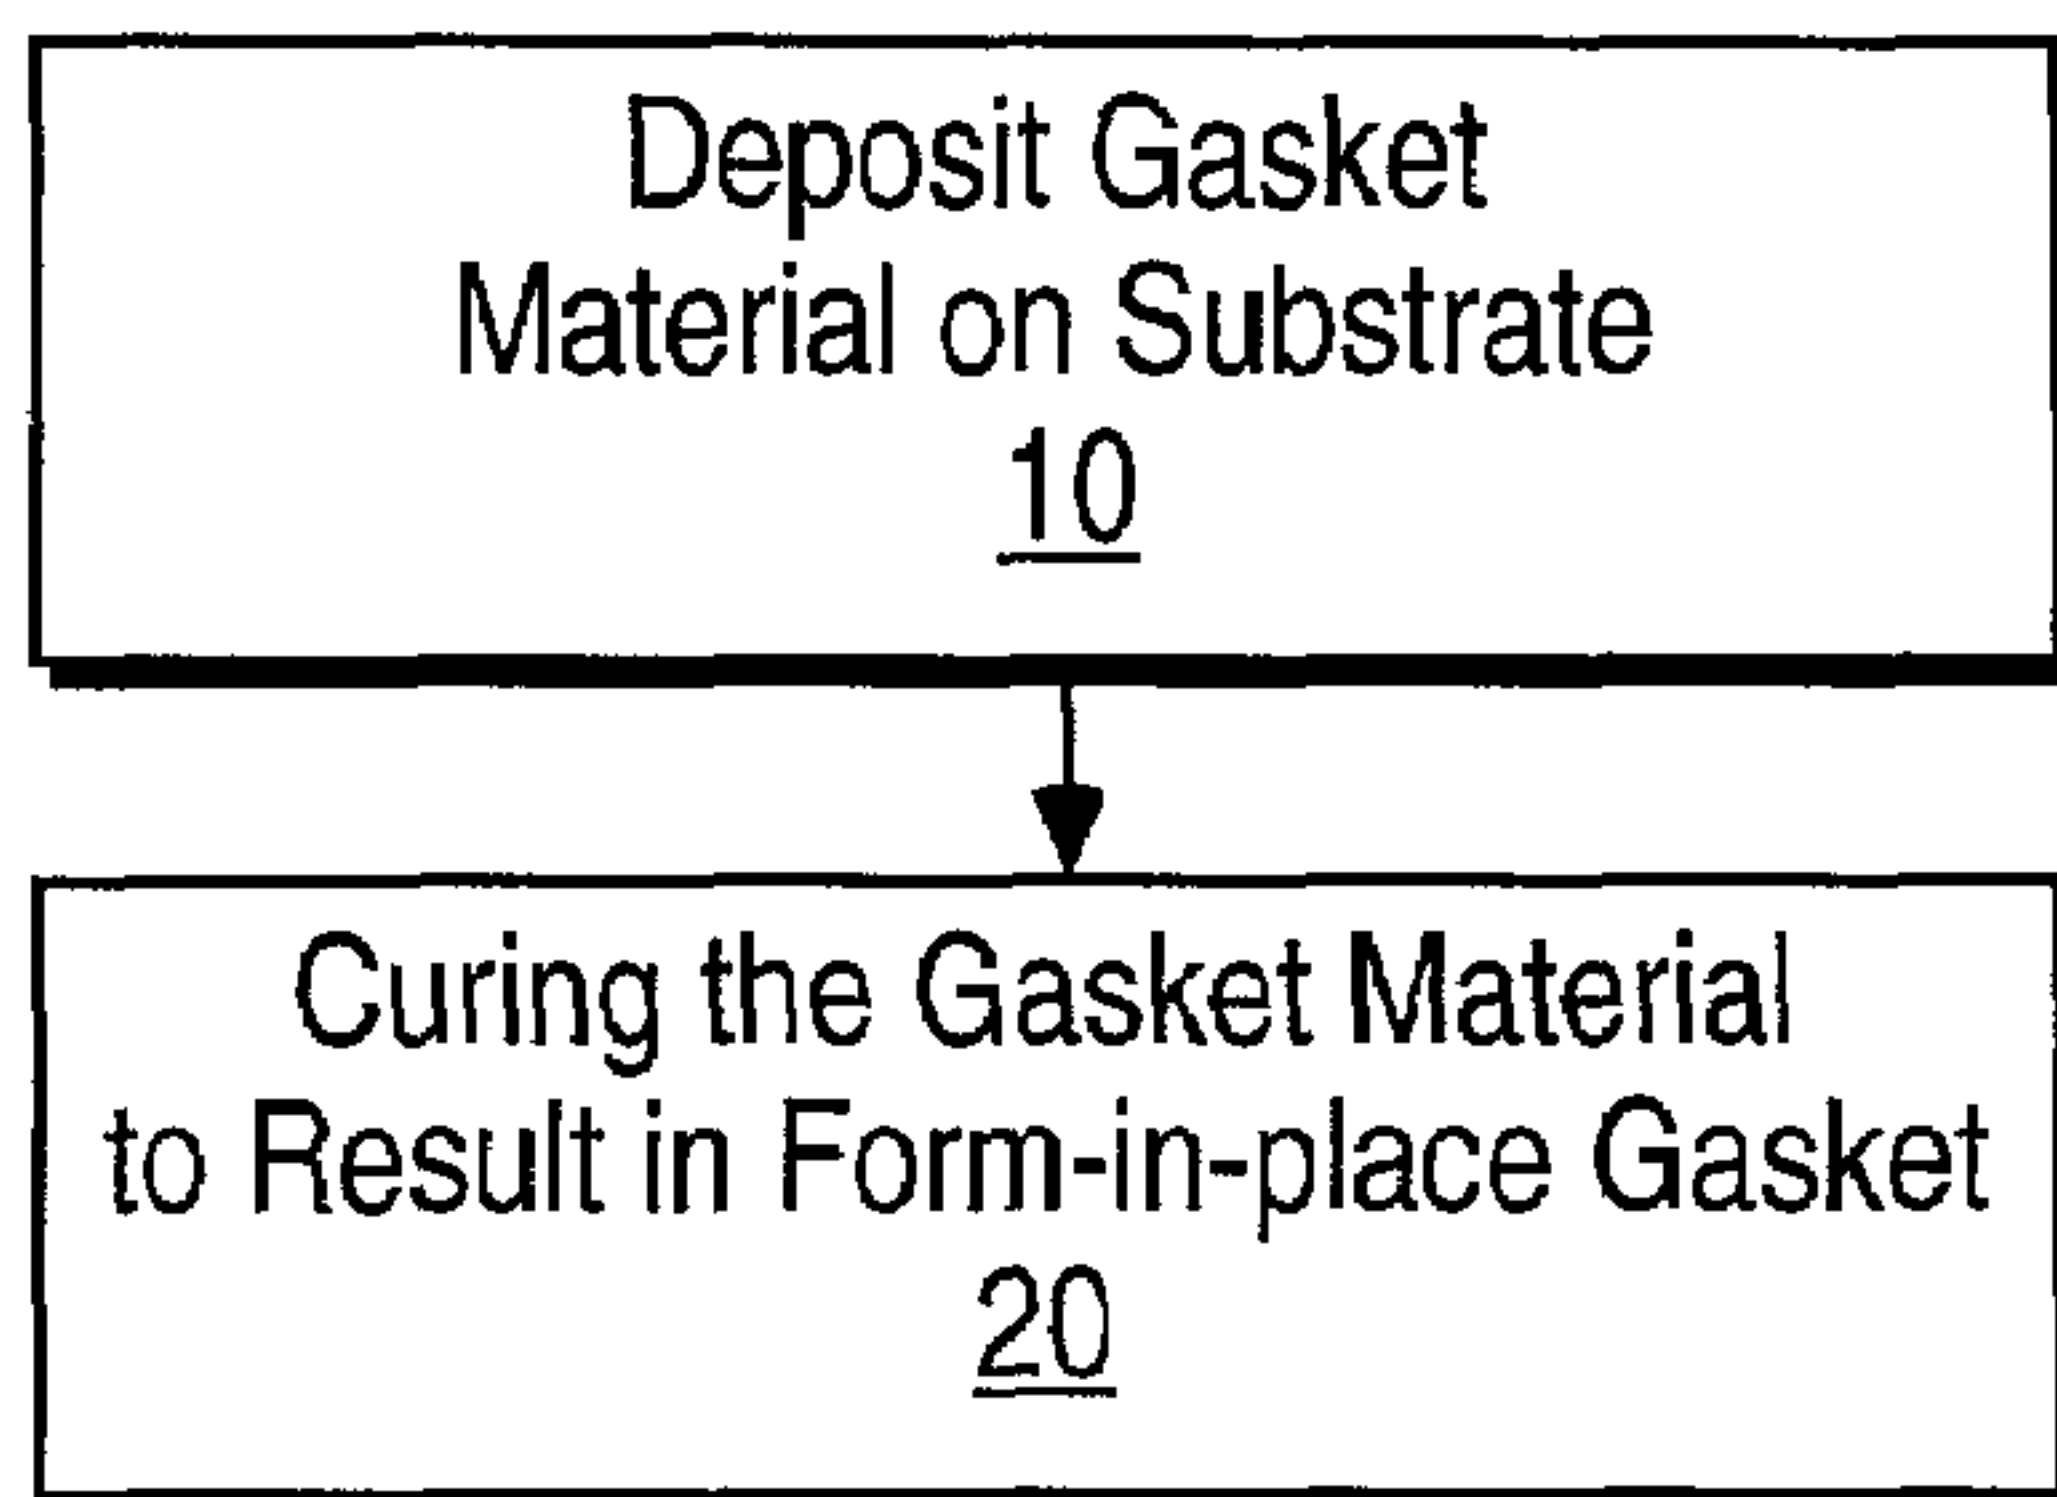 Deposit Gasket
Material on Substrate
10
Curing the Gasket Material
to Result in Form-in-place Gasket
20